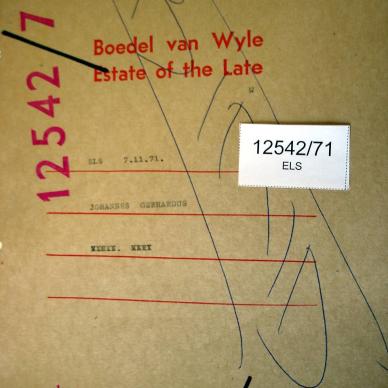 12542/7
Boedel van Wyle
Estate of the Late
W
12542/71
ELS
ELS 7.11.71.
JOHANNES GERHARDUS